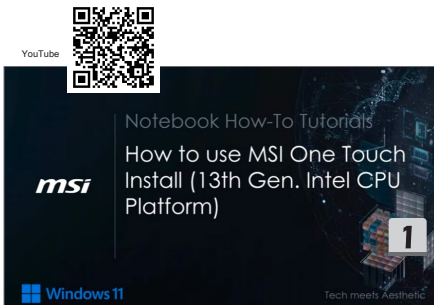 YouTube
Notebook How-To Tutorials
How to use MSI One Touch
Install (13th Gen. Intel CPU
Platform)
msi
1
Windows 11
Tech meets Aesthetic